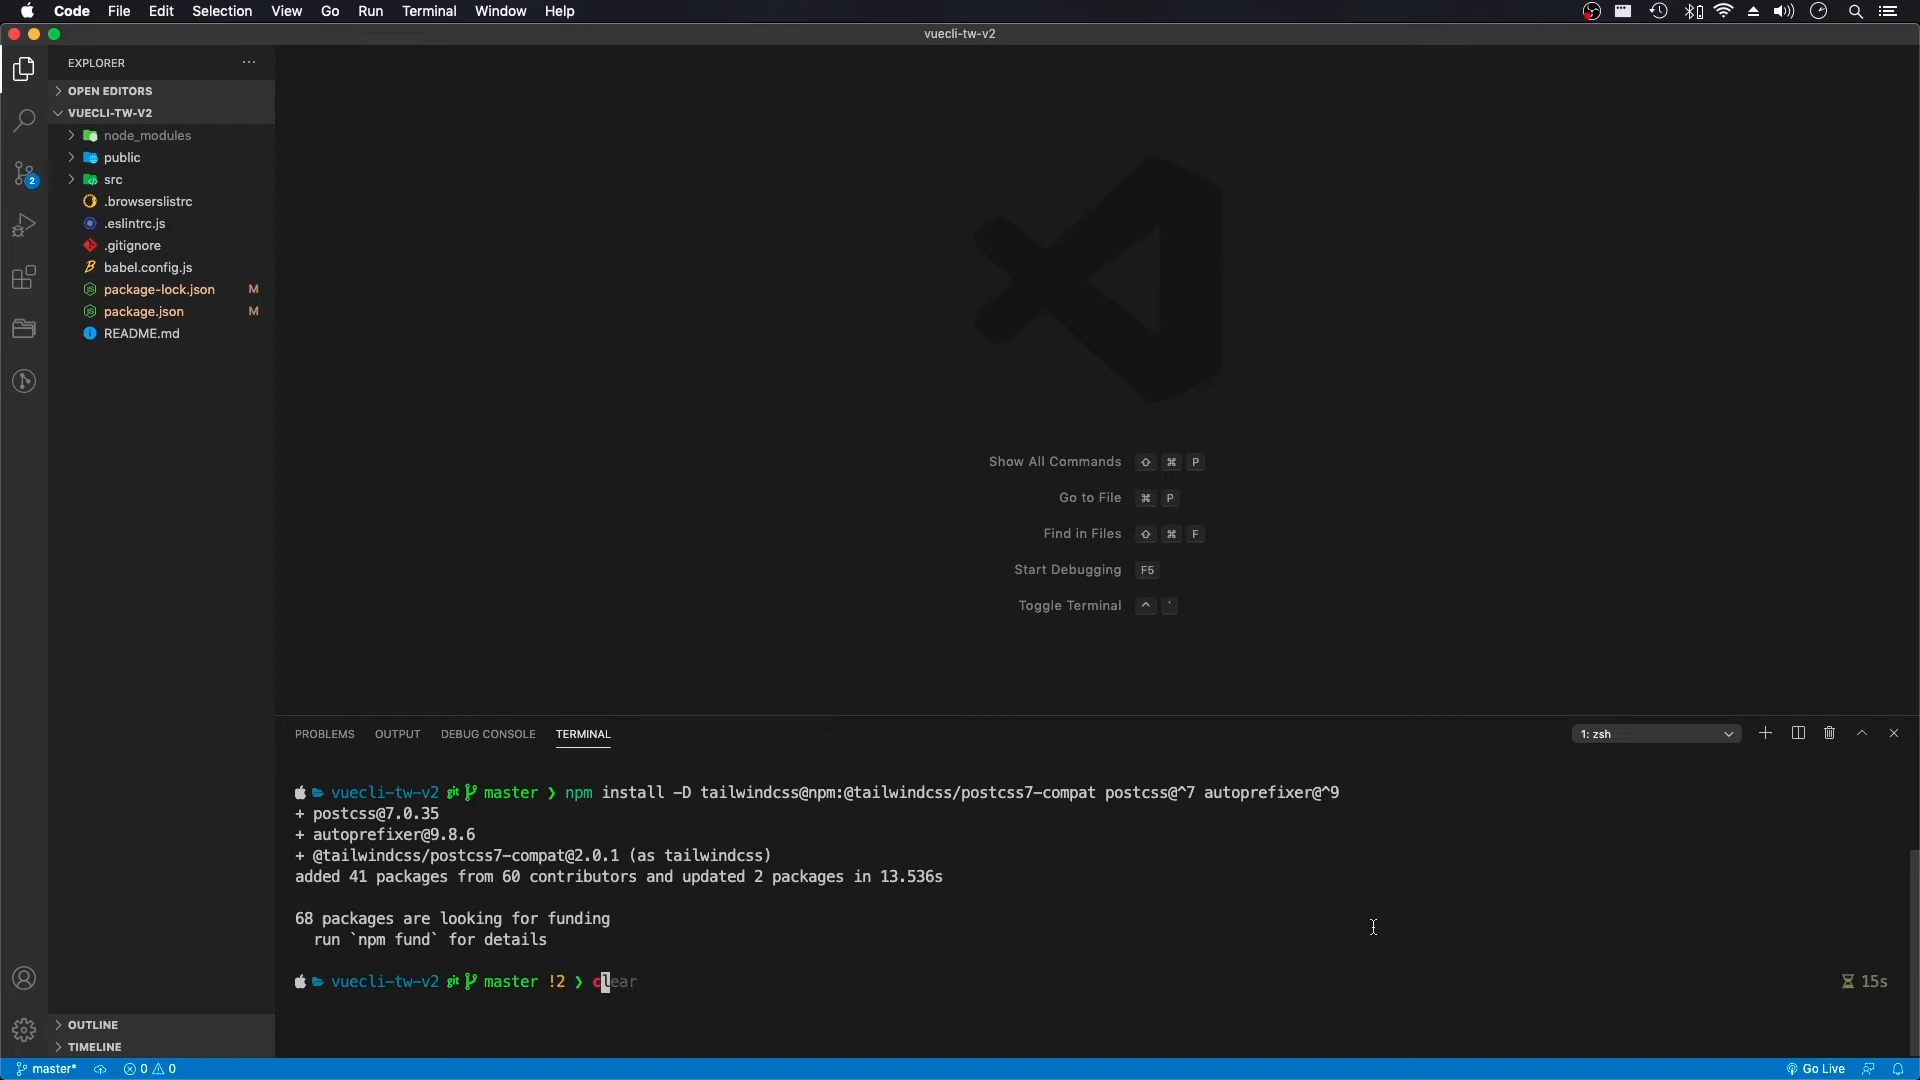 Code File Edit Selection View Go Run Terminal Window Help
vuecli-tw-v2
EXPLORER
OPEN EDITORS
VUECLI-TW-V2
node_modules
public
src
.browserslistrc
.eslintrc.js
.gitignore
babel.config.js
package-lock.json M
package.json M
README.md
2
OUTLINE
TIMELINE
Show All Commands ⇧ ⌘ P
Go to File ⌘ P
Find in Files ⇧ ⌘ F
Start Debugging F5
Toggle Terminal ^ `
PROBLEMS OUTPUT DEBUG CONSOLE TERMINAL 1: zsh
vuecli-tw-v2 git master ❯ npm install -D tailwindcss@npm:@tailwindcss/postcss7-compat postcss@^7 autoprefixer@^9
+ postcss@7.0.35
+ autoprefixer@9.8.6
+ @tailwindcss/postcss7-compat@2.0.1 (as tailwindcss)
added 41 packages from 60 contributors and updated 2 packages in 13.536s
68 packages are looking for funding
run `npm fund` for details
vuecli-tw-v2 git master !2 ❯ clear 15s
master* 0 0 Go Live